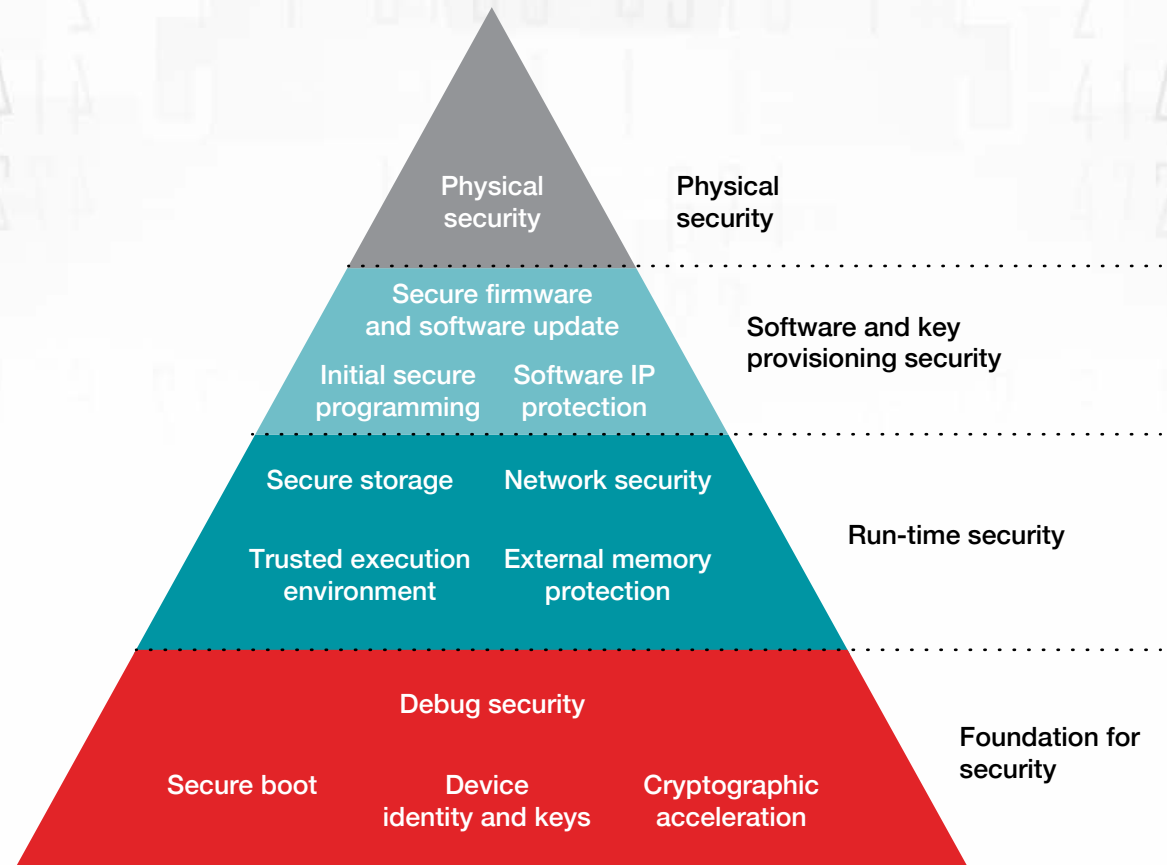 Physical
security
Physical
security
Secure firmware
and software update
Initial secure
programming
Software IP
protection
Software and key
provisioning security
Secure storage
Network security
Trusted execution
environment
External memory
protection
Run-time security
Debug security
Secure boot
Device
identity and keys
Cryptographic
acceleration
Foundation for
security